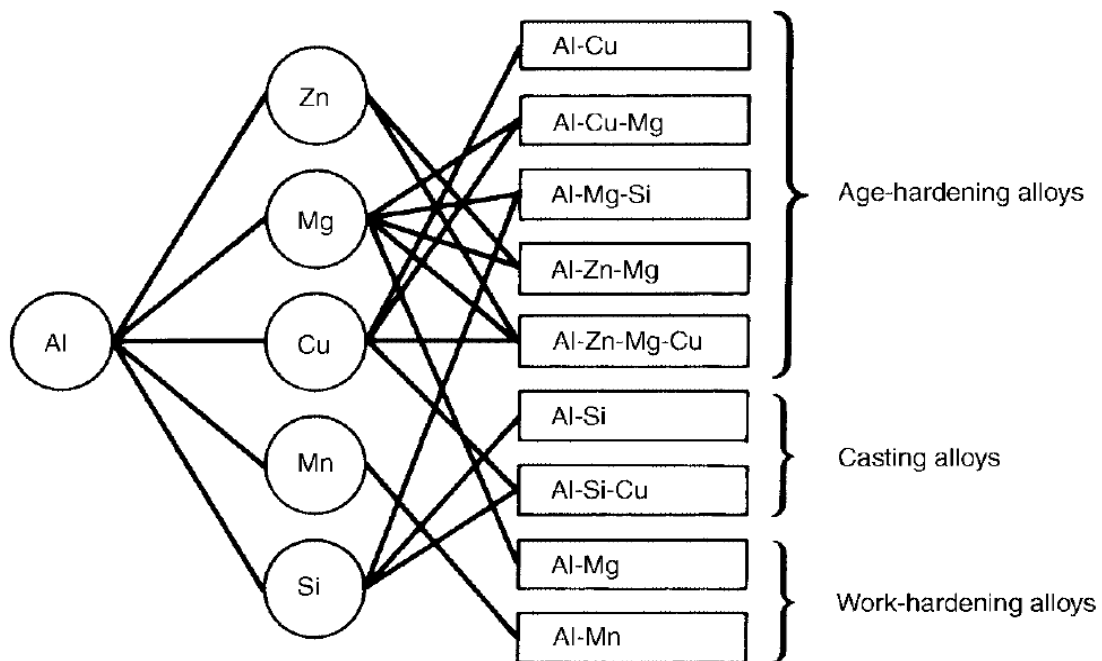 Al
Zn
Mg
Cu
Mn
Si
Al-Cu
Al-Cu-Mg
Al-Mg-Si
Al-Zn-Mg
Al-Zn-Mg-Cu
Al-Si
Al-Si-Cu
Al-Mg
Al-Mn
Age-hardening alloys
Casting alloys
Work-hardening alloys